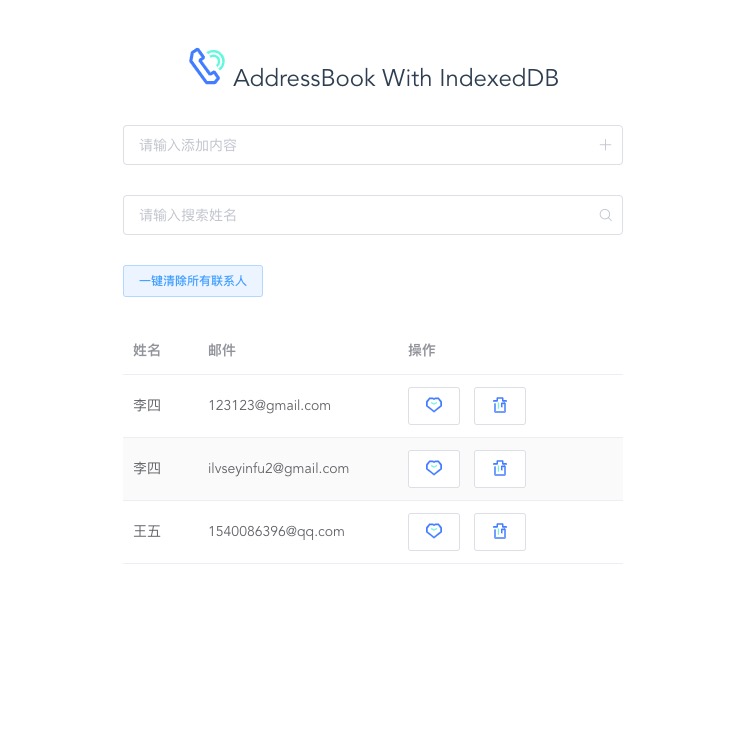 AddressBook With IndexedDB
请输入添加内容
请输入搜索姓名
一键清除所有联系人
姓名 邮件 操作
李四 123123@gmail.com
李四 ilvseyinfu2@gmail.com
王五 1540086396@qq.com